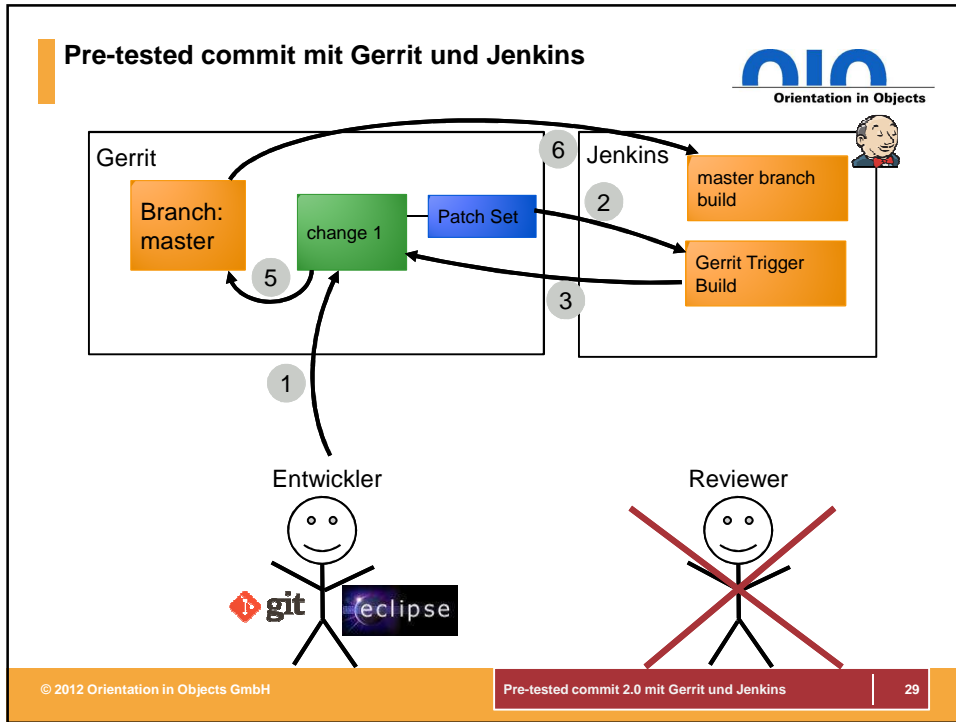 Pre-tested commit mit Gerrit und Jenkins
Orientation in Objects
Gerrit
Branch:
master
change 1
Patch Set
5
1
6
Jenkins
master branch
build
2
Gerrit Trigger
Build
3
Entwickler
git
eclipse
Reviewer
© 2012 Orientation in Objects GmbH
Pre-tested commit 2.0 mit Gerrit und Jenkins
29